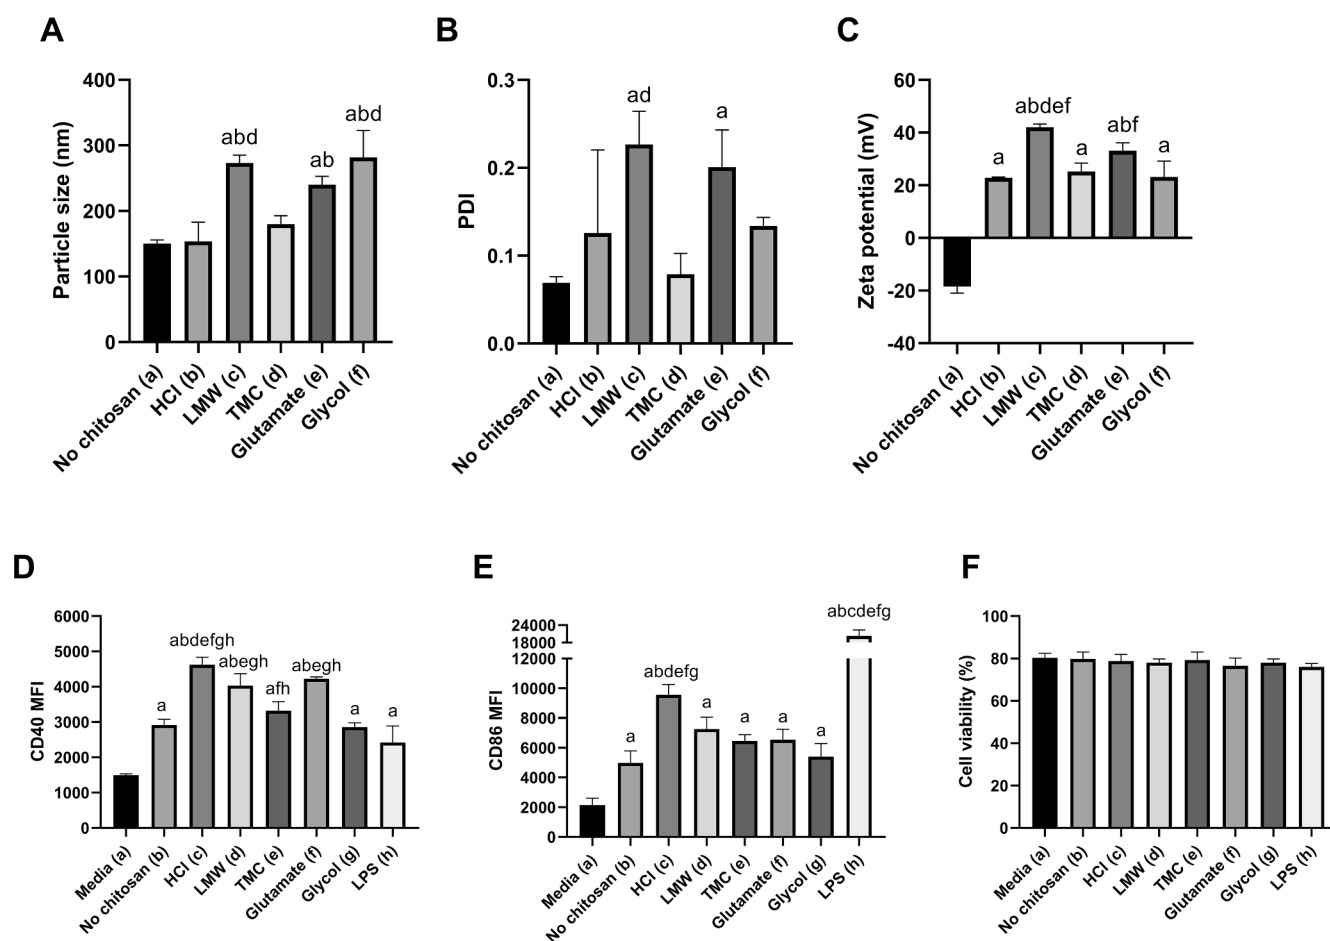 A
Particle size (nm)
400
300
200
100
0
abd
ab
abd
No chitosan (a)
HCl (b)
LMW (c)
TMC (d)
Glutamate (e)
Glycol (f)
B
PDI
0.3
0.2
0.1
0.0
ad
a
No chitosan (a)
HCl (b)
LMW (c)
TMC (d)
Glutamate (e)
Glycol (f)
C
Zeta potential (mV)
60
40
20
0
-20
-40
a
abdef
a
abf
a
No chitosan (a)
HCl (b)
LMW (c)
TMC (d)
Glutamate (e)
Glycol (f)
D
CD40 MFI
6000
5000
4000
3000
2000
1000
0
a
abdefgh
abegh
afh
abegh
a
a
Media (a)
No chitosan (b)
HCl (c)
LMW (d)
TMC (e)
Glutamate (f)
Glycol (g)
LPS (h)
E
CD86 MFI
24000
18000
12000
10000
8000
6000
4000
2000
0
a
abdefg
a
a
a
a
abcdefg
Media (a)
No chitosan (b)
HCl (c)
LMW (d)
TMC (e)
Glutamate (f)
Glycol (g)
LPS (h)
F
Cell viability (%)
100
80
60
40
20
0
Media (a)
No chitosan (b)
HCl (c)
LMW (d)
TMC (e)
Glutamate (f)
Glycol (g)
LPS (h)